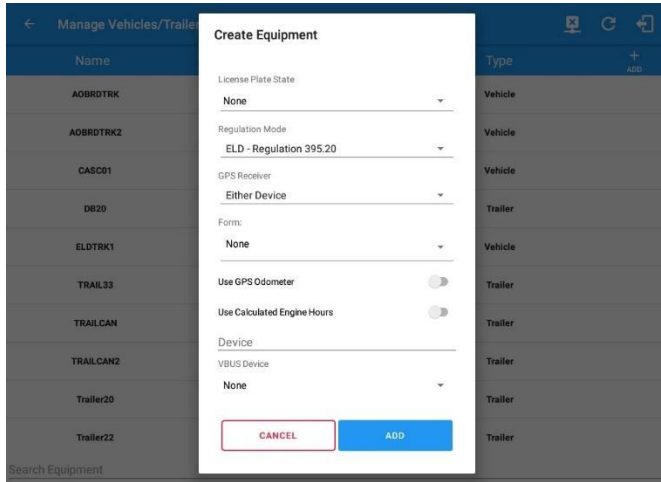 Manage Vehicles/Trailer
Name Type ADD
Create Equipment
License Plate State
None
Regulation Mode
ELD - Regulation 395.20
GPS Receiver
Either Device
Form:
None
Use GPS Odometer
Use Calculated Engine Hours
Device
VBUS Device
None
CANCEL ADD
AOBRDTRK Vehicle
AOBRDTRK2 Vehicle
CASC01 Vehicle
DB20 Trailer
ELDTRK1 Vehicle
TRAIL33 Trailer
TRAILCAN Trailer
TRAILCAN2 Trailer
Trailer20 Trailer
Trailer22 Trailer
Search Equipment